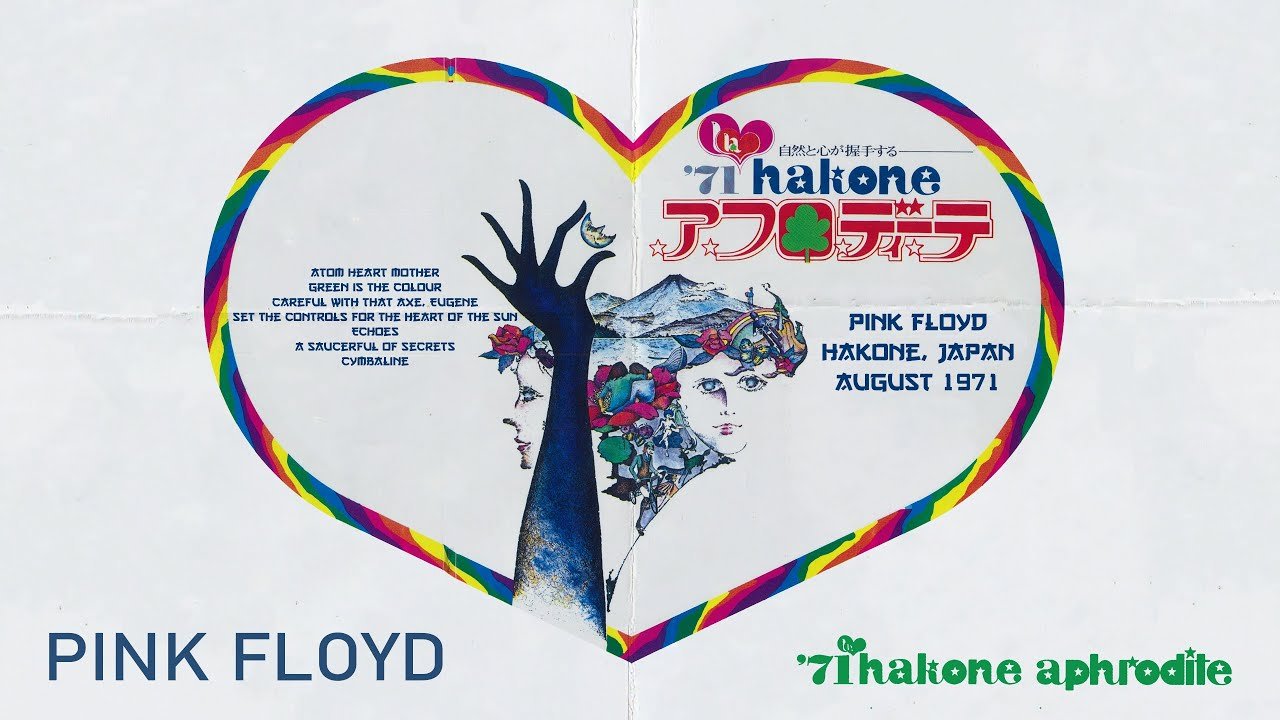 ATOM HEART MOTHER
GREEN IS THE COLOUR
CAREFUL WITH THAT AXE, EUGENE
SET THE CONTROLS FOR THE HEART OF THE SUN
ECHOES
A SAUCERFUL OF SECRETS
CYMBALINE
自然と心が握手する
'71 hakone
アフロディーテ
PINK FLOYD
HAKONE, JAPAN
AUGUST 1971
PINK FLOYD
'71 hakone aphrodite